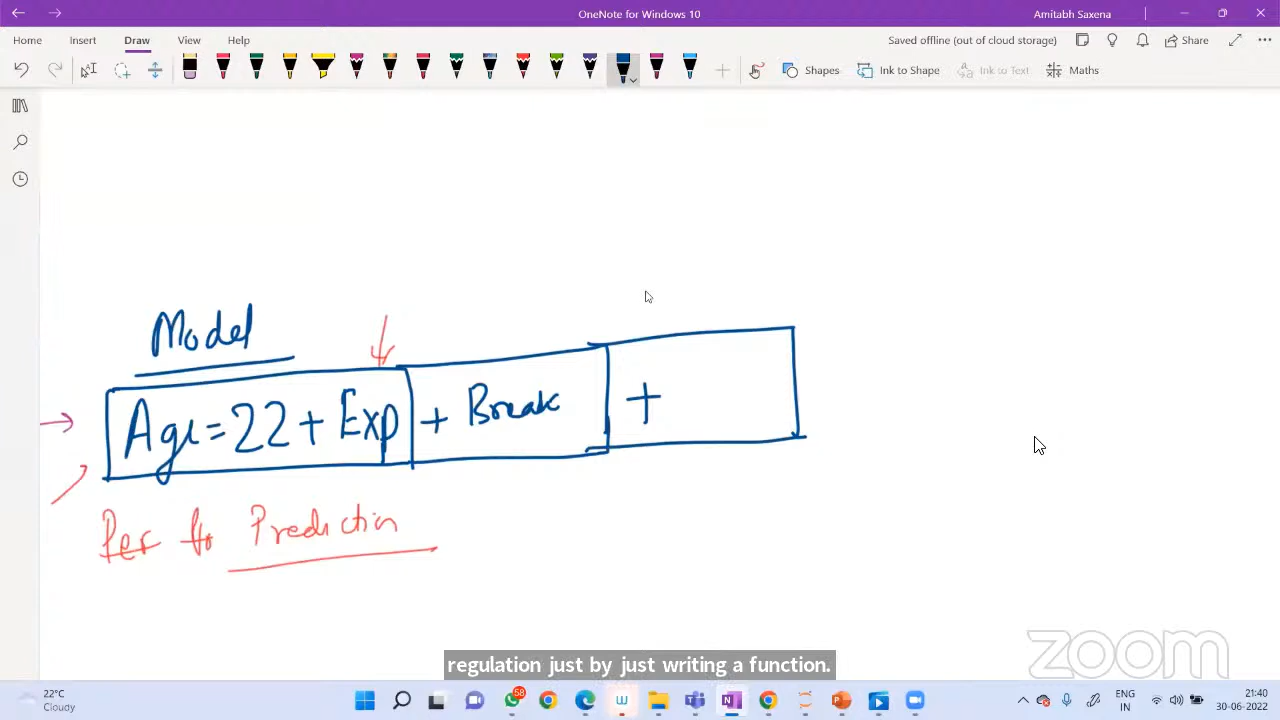 OneNote for Windows 10
Amitabh Saxena
Home Insert Draw View Help
Saved offline (out of cloud storage)
Share
Shapes
Ink to Shape
Ink to Text
Maths
Model
Age = 22 + Exp + Break +
Per to Prediction
regulation just by just writing a function.
zoom
22°C
Cloudy
58
ENG
IN
21:40
30-06-2022